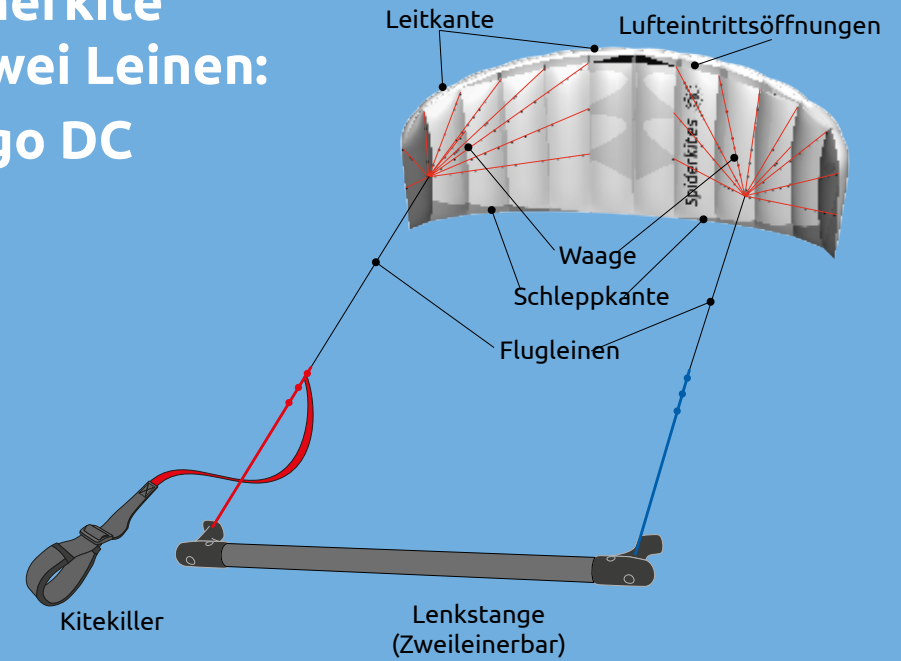 wei Leinen:
go DC
Leitkante
Lufteintrittsöffnungen
Spiderkites
Waage
Schleppkante
Flugleinen
Kitekiller
Lenkstange
(Zweileinerbar)